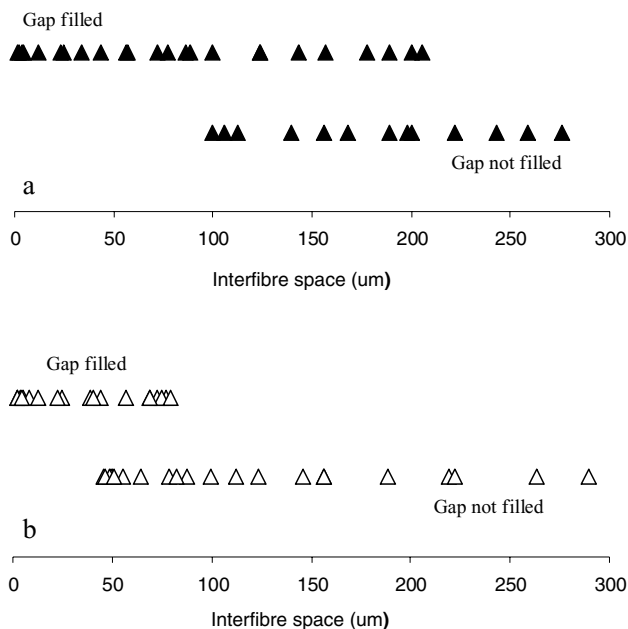 Gap filled
Gap not filled
a
0 50 100 150 200 250 300
Interfibre space (um)
Gap filled
Gap not filled
b
0 50 100 150 200 250 300
Interfibre space (um)